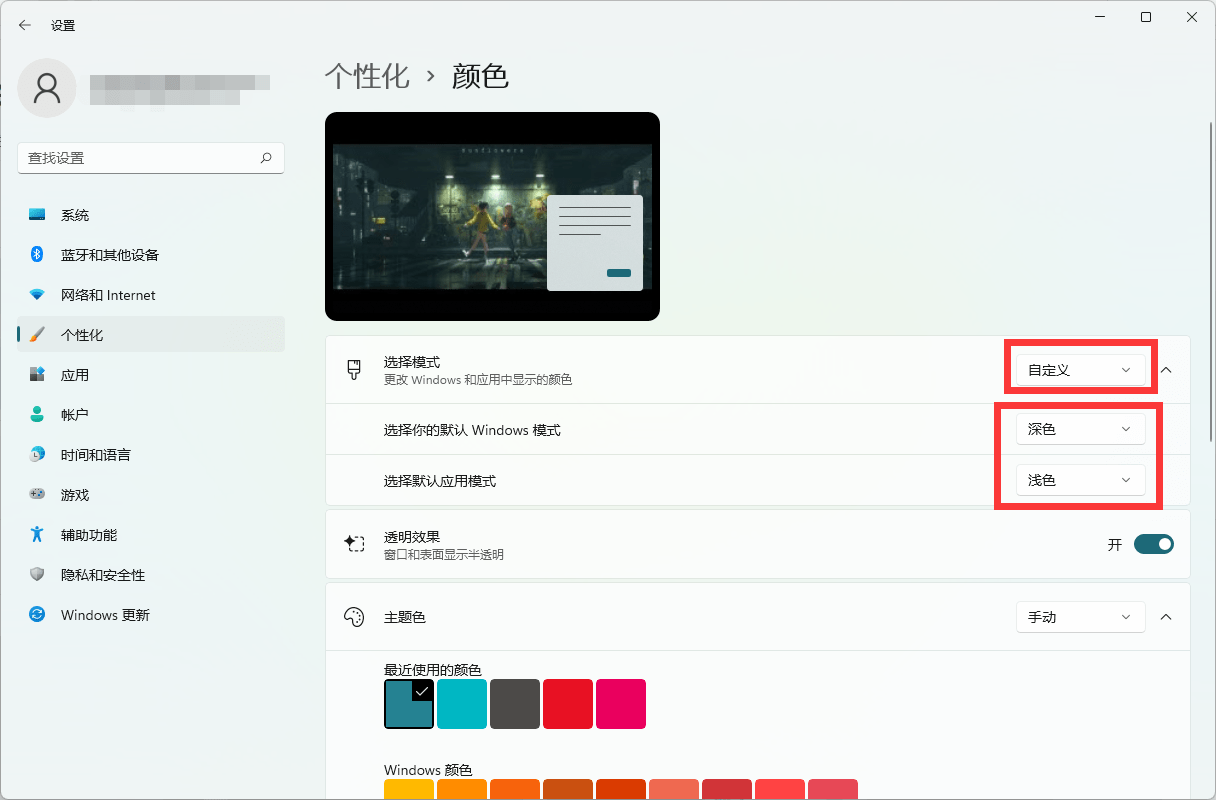 设置
个性化 › 颜色
查找设置
系统
蓝牙和其他设备
网络和 Internet
个性化
应用
帐户
时间和语言
游戏
辅助功能
隐私和安全性
Windows 更新
Sunflowers
选择模式
自定义
更改 Windows 和应用中显示的颜色
选择你的默认 Windows 模式
深色
选择默认应用模式
浅色
透明效果
开
窗口和表面显示半透明
主题色
手动
最近使用的颜色
Windows 颜色